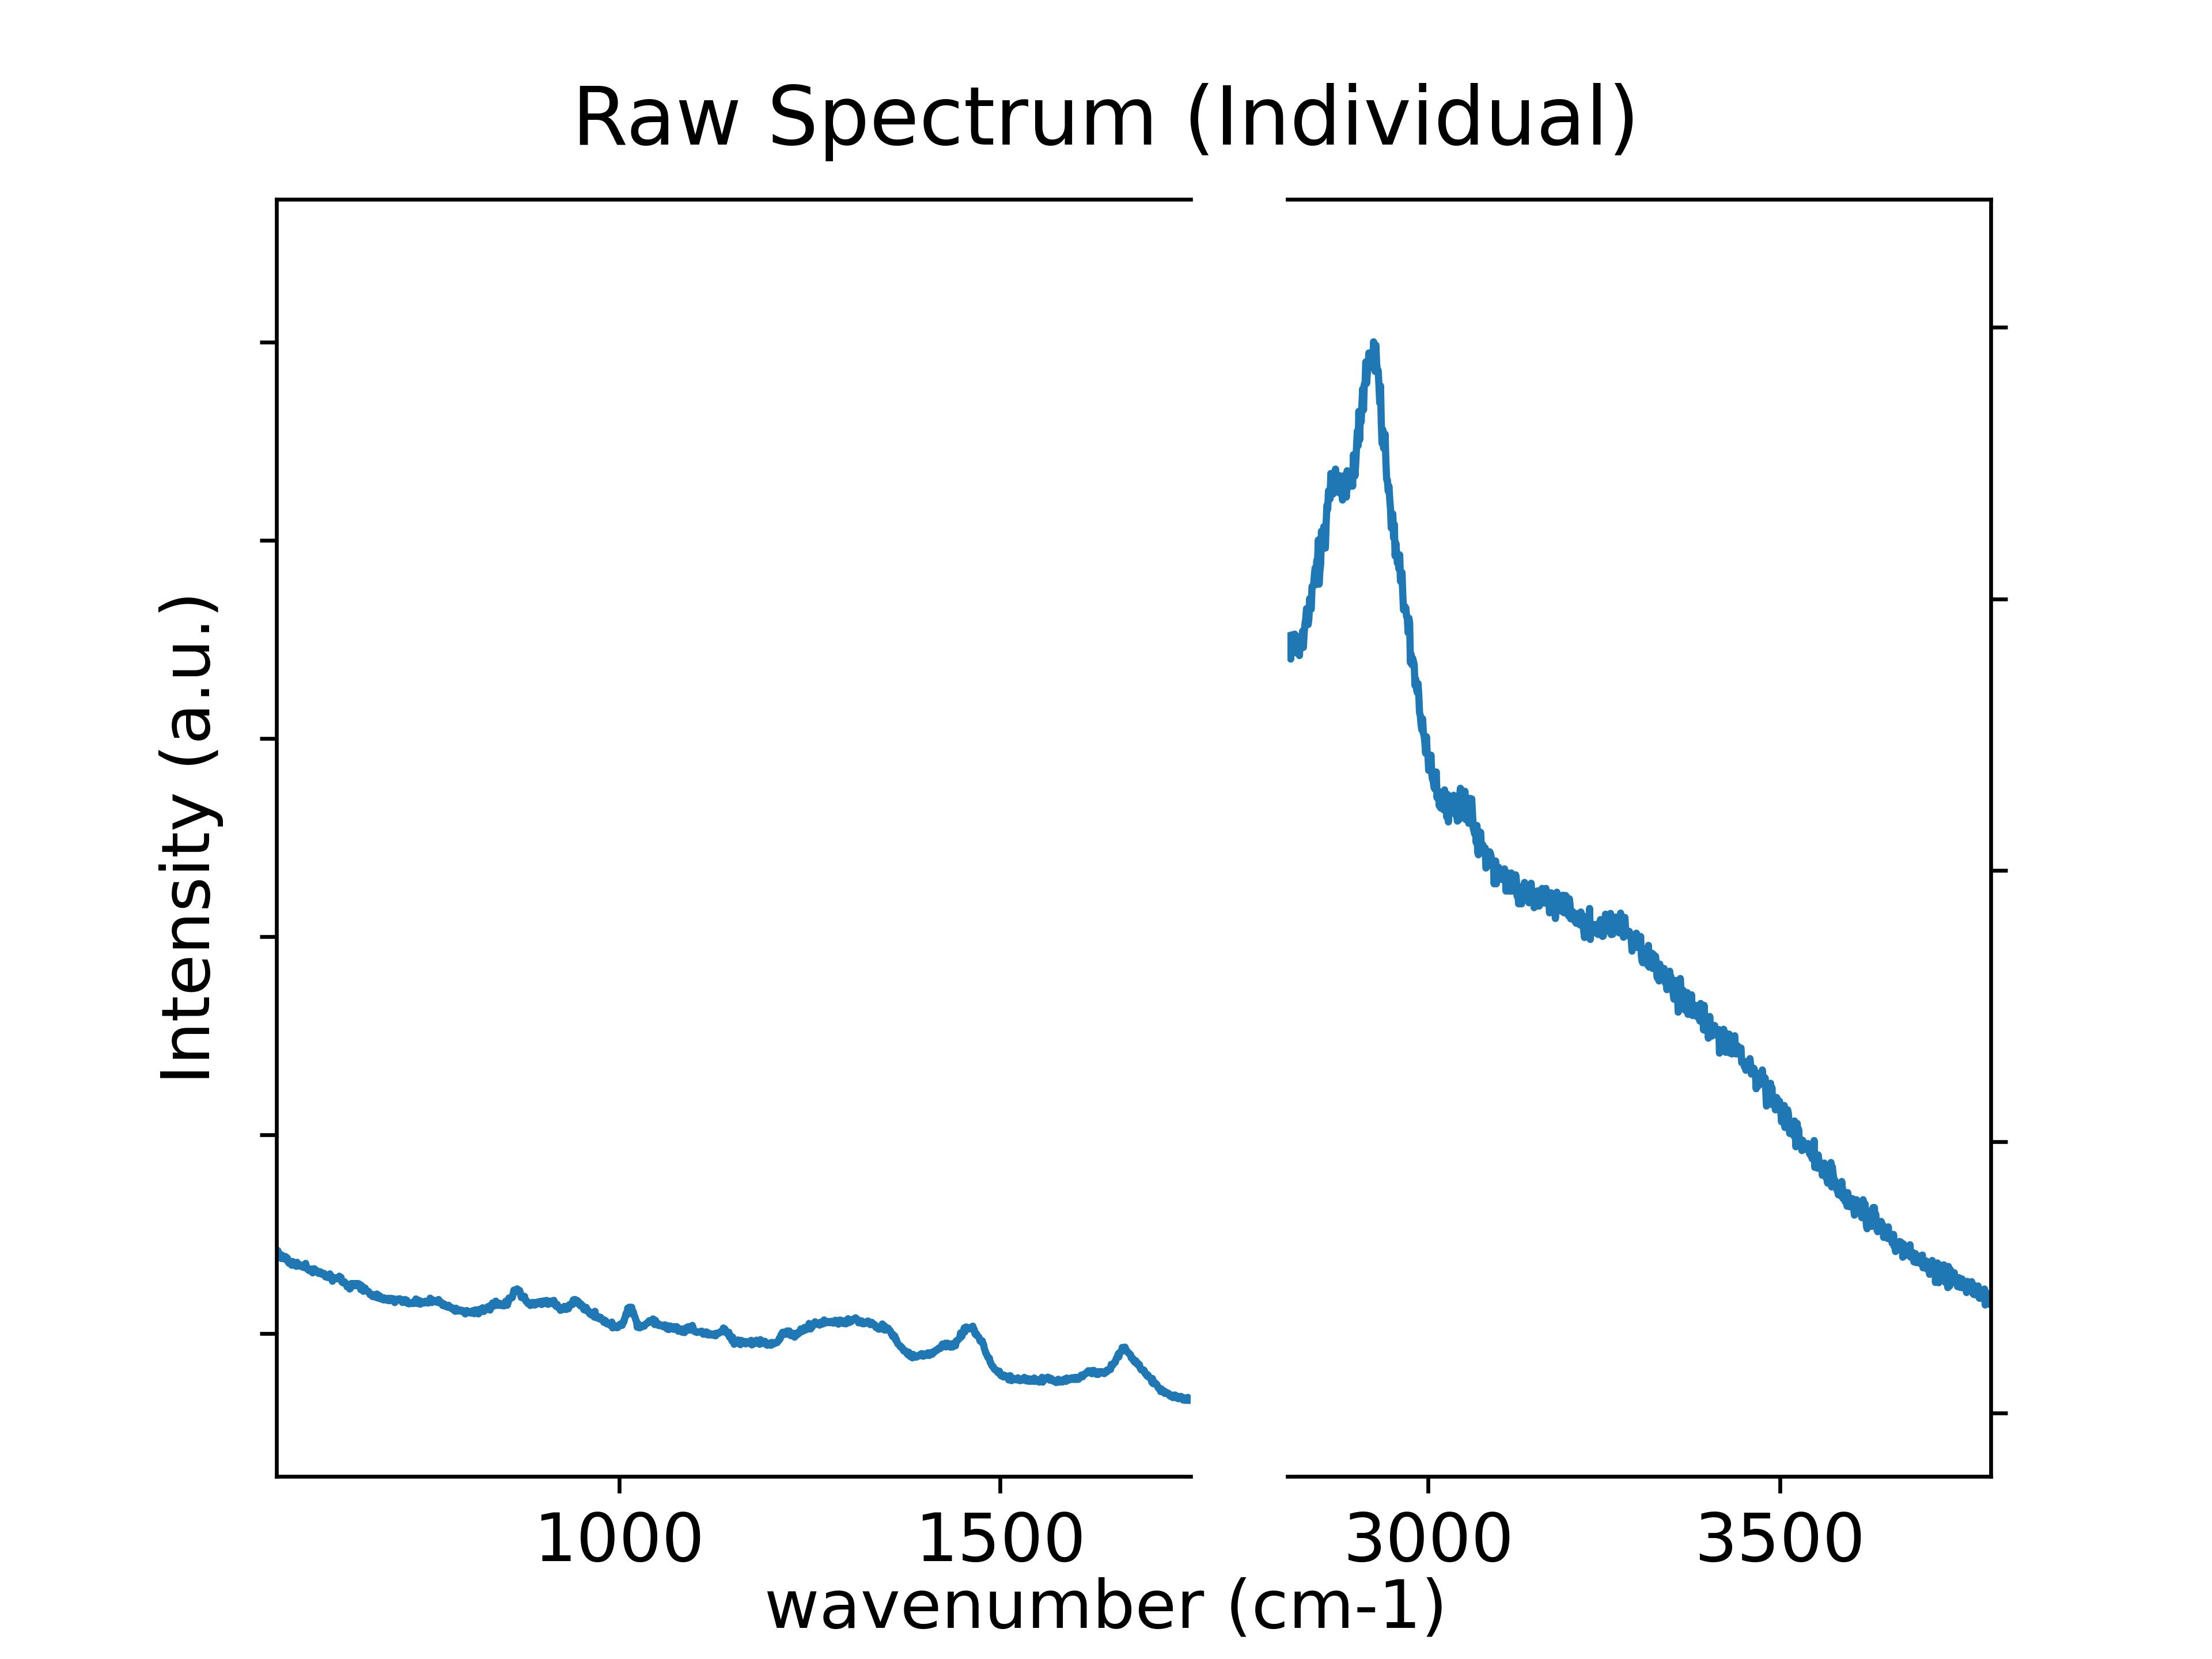 Raw Spectrum (Individual)
Intensity (a.u.)
1000 1500 3000 3500
wavenumber (cm-1)